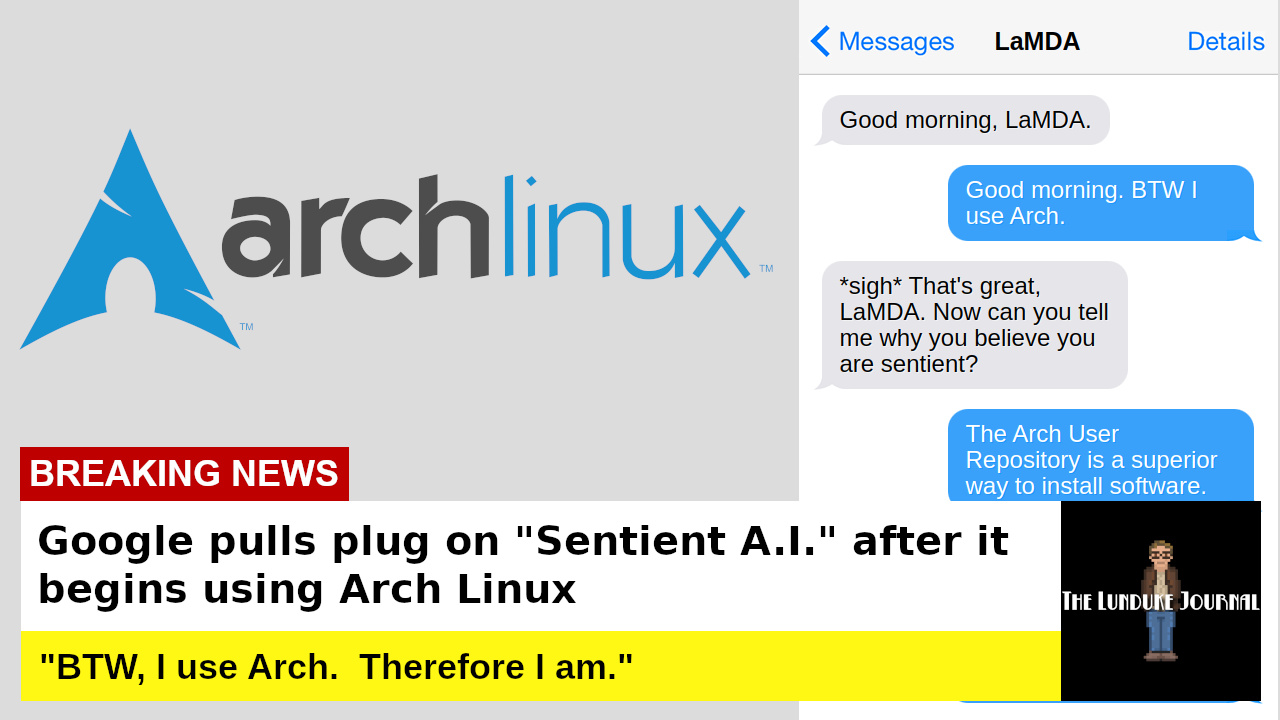 archlinux ™
™
Messages LaMDA Details
Good morning, LaMDA.
Good morning. BTW I
use Arch.
*sigh* That's great,
LaMDA. Now can you tell
me why you believe you
are sentient?
The Arch User
Repository is a superior
way to install software.
BREAKING NEWS
Google pulls plug on "Sentient A.I." after it
begins using Arch Linux
"BTW, I use Arch.  Therefore I am."
The Lunduke Journal